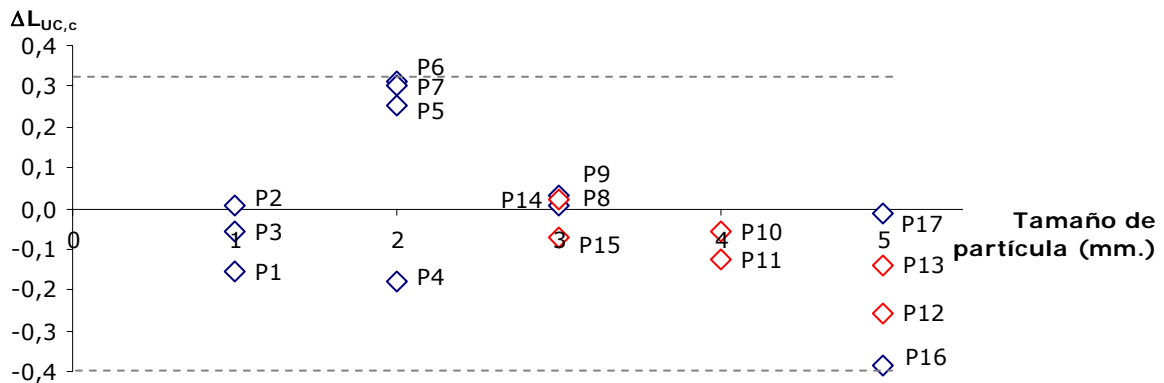 ΔL_UC,c
0,4
P6
0,3
P7
P5
0,2
0,1
P9
P2
P14
P8
0,0
P17
Tamaño de
0
1
P3
2
3
4
P10
5
partícula (mm.)
-0,1
P15
P11
P13
P1
P4
-0,2
P12
-0,3
P16
-0,4